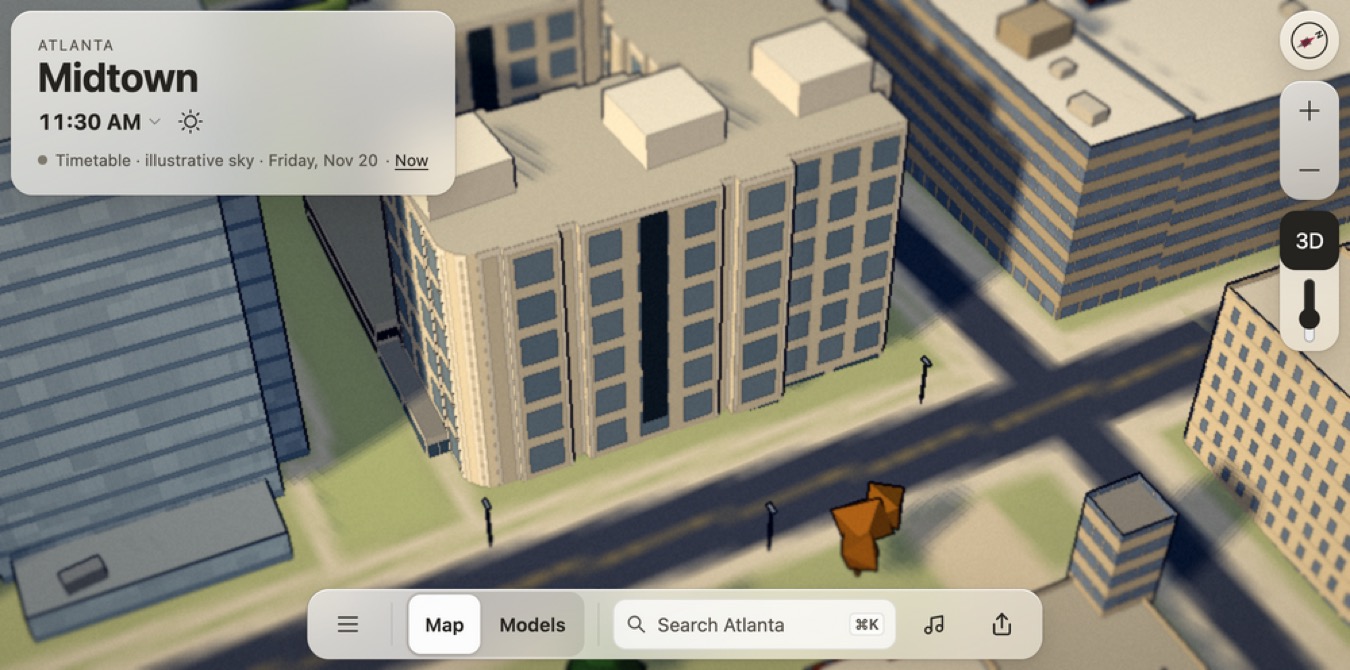 ATLANTA
Midtown
11:30 AM
Timetable · illustrative sky · Friday, Nov 20 · Now
N
3D
Map
Models
Search Atlanta
⌘K